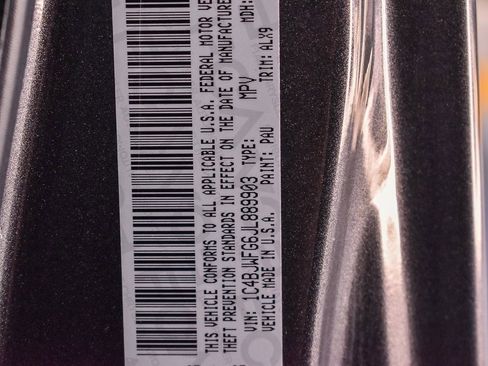 THIS VEHICLE CONFORMS TO ALL APPLICABLE U.S.A. FEDERAL MOTOR VE
THEFT PREVENTION STANDARDS IN EFFECT ON THE DATE OF MANUFACTURE
VIN: 1C4BJWFG6JL889903 TYPE: MPV MDH:
VEHICLE MADE IN U.S.A. PAINT: PAU TRIM: ALX9